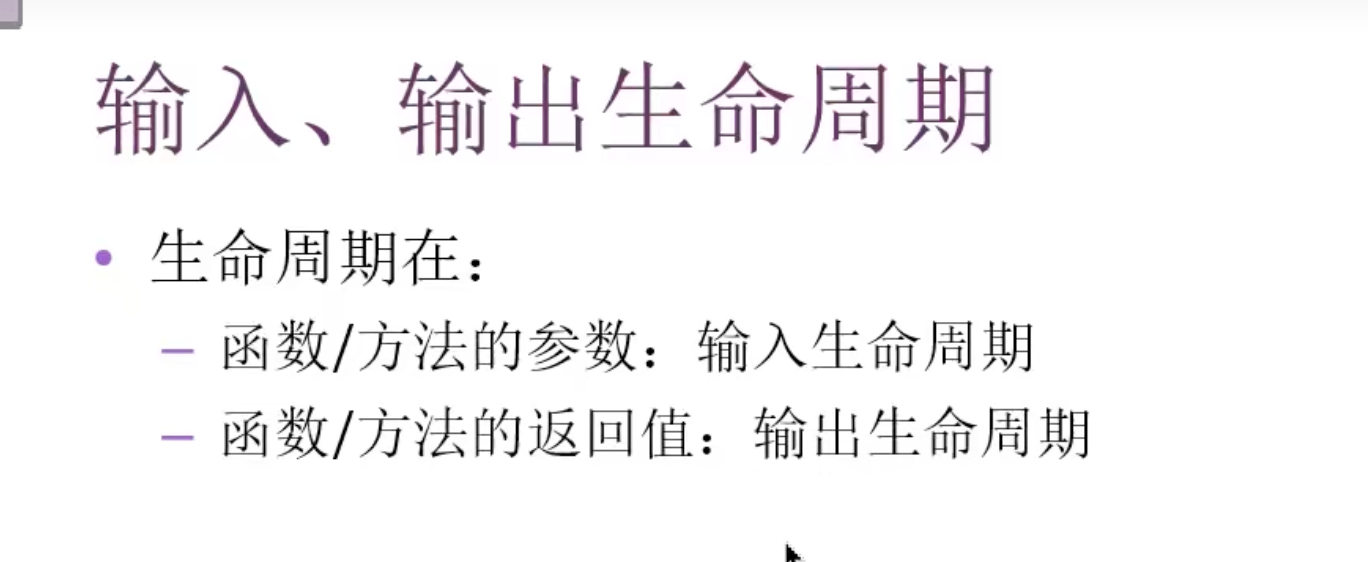 输入、输出生命周期
• 生命周期在：
– 函数/方法的参数：输入生命周期
– 函数/方法的返回值：输出生命周期